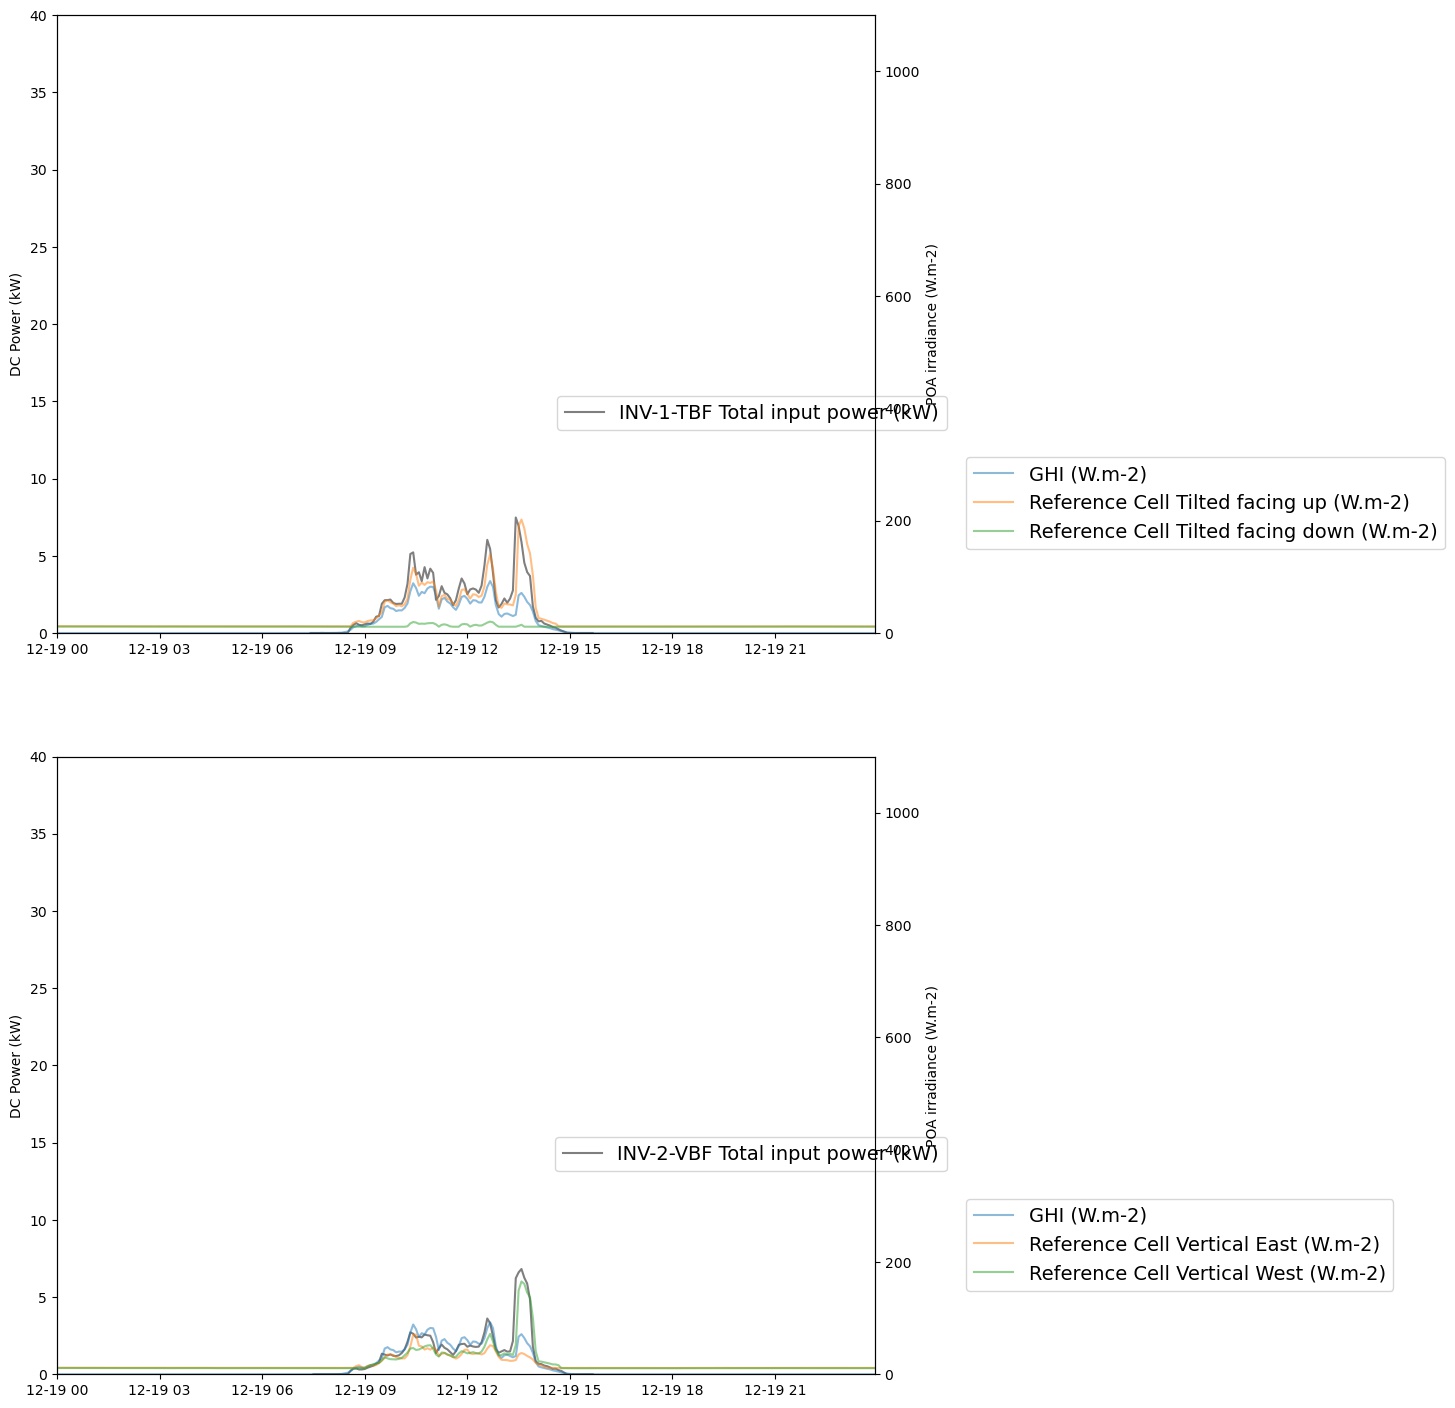 40
35
30
25
20
15
10
5
0
DC Power (kW)
1000
800
600
400
200
0
POA irradiance (W.m-2)
INV-1-TBF Total input power (kW)
GHI (W.m-2)
Reference Cell Tilted facing up (W.m-2)
Reference Cell Tilted facing down (W.m-2)
12-19 00 12-19 03 12-19 06 12-19 09 12-19 12 12-19 15 12-19 18 12-19 21
40
35
30
25
20
15
10
5
0
DC Power (kW)
1000
800
600
400
200
0
POA irradiance (W.m-2)
INV-2-VBF Total input power (kW)
GHI (W.m-2)
Reference Cell Vertical East (W.m-2)
Reference Cell Vertical West (W.m-2)
12-19 00 12-19 03 12-19 06 12-19 09 12-19 12 12-19 15 12-19 18 12-19 21